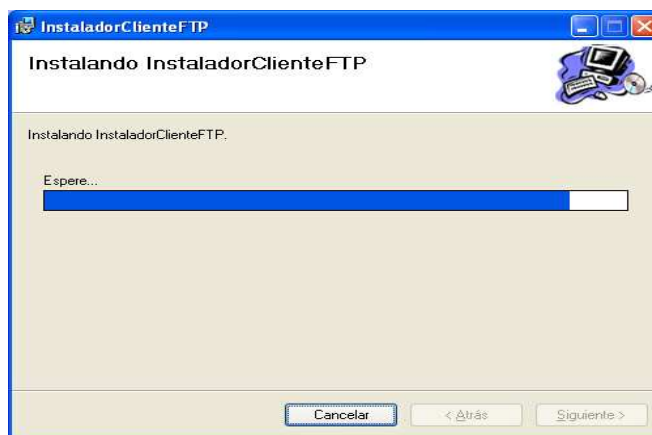 InstaladorClienteFTP
Instalando InstaladorClienteFTP
Instalando InstaladorClienteFTP.
Espere...
Cancelar
< Atrás
Siguiente >